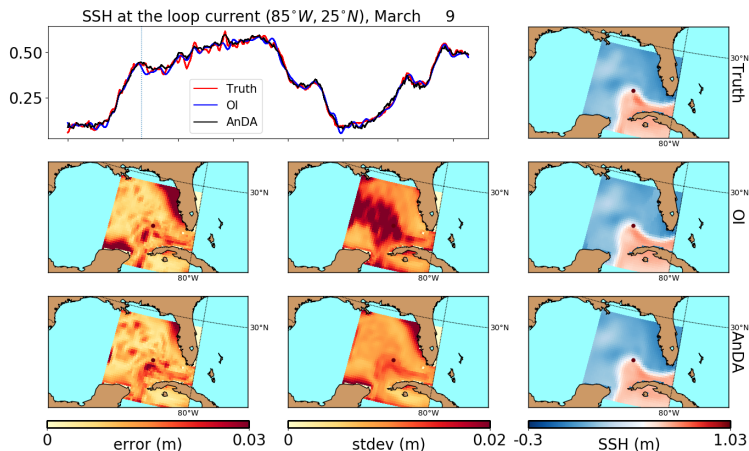 SSH at the loop current (85°W, 25°N), March 9
0.50
0.25
Truth
OI
AnDA
30°N
80°W
Truth
30°N
80°W
30°N
80°W
30°N
80°W
OI
30°N
80°W
30°N
80°W
30°N
80°W
AnDA
0 0.03
error (m)
0 0.02
stdev (m)
-0.3 1.03
SSH (m)